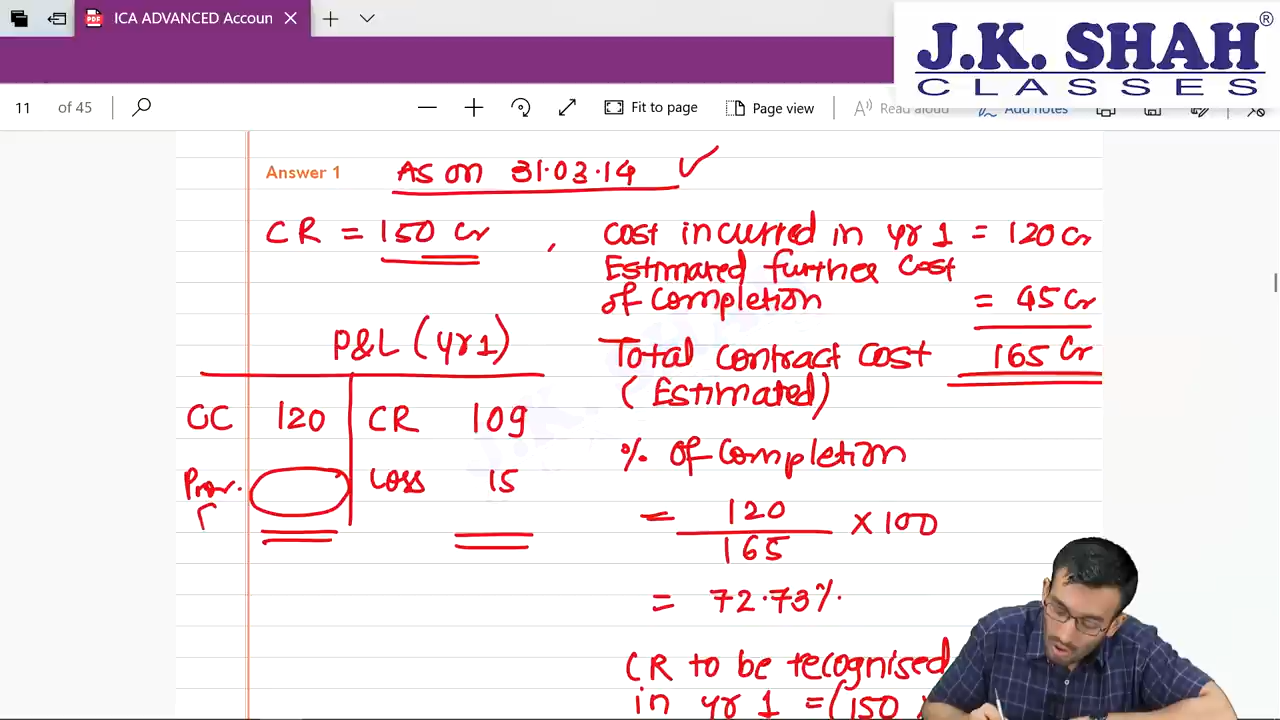 ICA ADVANCED Accoun
J.K. SHAH®
CLASSES
11 of 45
Fit to page
Page view
Read aloud
Add notes
Answer 1
As on 31.03.14
CR = 150 Cr ,
Cost incurred in yr 1 = 120 Cr
Estimated further cost
of completion = 45 Cr
Total contract cost 165 Cr
(Estimated)
P&L (yr 1)
CC 120 CR 109
Prov. Loss 15
% of completion
= 120/165 × 100
= 72.73%
CR to be recognised
in yr 1 = (150